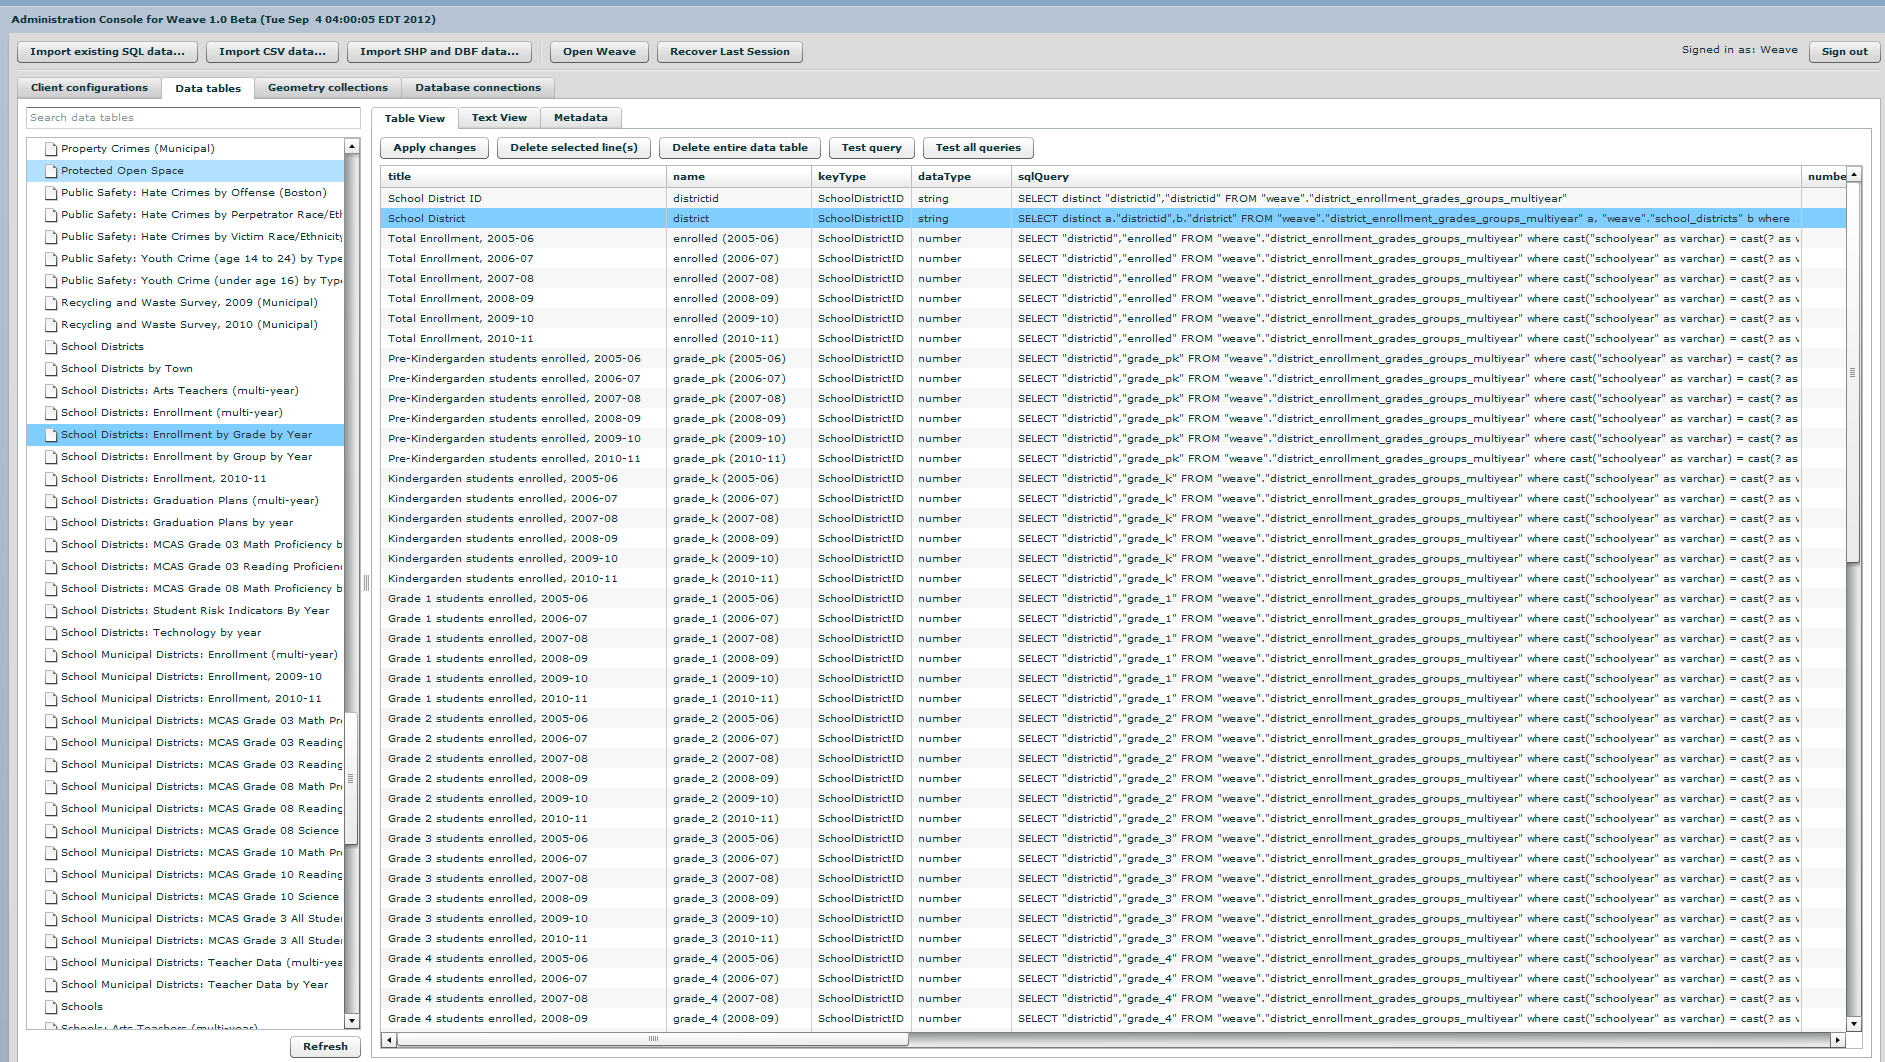 Administration Console for Weave 1.0 Beta (Tue Sep  4 04:00:05 EDT 2012)
Import existing SQL data... Import CSV data... Import SHP and DBF data... Open Weave Recover Last Session Signed in as: Weave Sign out
Client configurations Data tables Geometry collections Database connections
Search data tables
Property Crimes (Municipal)
Protected Open Space
Public Safety: Hate Crimes by Offense (Boston)
Public Safety: Hate Crimes by Perpetrator Race/Eth
Public Safety: Hate Crimes by Victim Race/Ethnicity
Public Safety: Youth Crime (age 14 to 24) by Type
Public Safety: Youth Crime (under age 16) by Type
Recycling and Waste Survey, 2009 (Municipal)
Recycling and Waste Survey, 2010 (Municipal)
School Districts
School Districts by Town
School Districts: Arts Teachers (multi-year)
School Districts: Enrollment (multi-year)
School Districts: Enrollment by Grade by Year
School Districts: Enrollment by Group by Year
School Districts: Enrollment, 2010-11
School Districts: Graduation Plans (multi-year)
School Districts: Graduation Plans by year
School Districts: MCAS Grade 03 Math Proficiency b
School Districts: MCAS Grade 03 Reading Proficienc
School Districts: MCAS Grade 08 Math Proficiency b
School Districts: Student Risk Indicators By Year
School Districts: Technology by year
School Municipal Districts: Enrollment (multi-year)
School Municipal Districts: Enrollment, 2009-10
School Municipal Districts: Enrollment, 2010-11
School Municipal Districts: MCAS Grade 03 Math Pr
School Municipal Districts: MCAS Grade 03 Reading
School Municipal Districts: MCAS Grade 03 Reading
School Municipal Districts: MCAS Grade 08 Math Pr
School Municipal Districts: MCAS Grade 08 Reading
School Municipal Districts: MCAS Grade 08 Science
School Municipal Districts: MCAS Grade 10 Math Pr
School Municipal Districts: MCAS Grade 10 Reading
School Municipal Districts: MCAS Grade 10 Science
School Municipal Districts: MCAS Grade 3 All Studer
School Municipal Districts: MCAS Grade 3 All Studer
School Municipal Districts: Teacher Data (multi-yea
School Municipal Districts: Teacher Data by Year
Schools
Schools: Arts Teachers (multi-year)
Refresh
Table View Text View Metadata
Apply changes Delete selected line(s) Delete entire data table Test query Test all queries
title name keyType dataType sqlQuery numbe
School District ID districtid SchoolDistrictID string SELECT distinct "districtid","districtid" FROM "weave"."district_enrollment_grades_groups_multiyear"
School District district SchoolDistrictID string SELECT distinct a."districtid",b."district" FROM "weave"."district_enrollment_grades_groups_multiyear" a, "weave"."school_districts" b where
Total Enrollment, 2005-06 enrolled (2005-06) SchoolDistrictID number SELECT "districtid","enrolled" FROM "weave"."district_enrollment_grades_groups_multiyear" where cast("schoolyear" as varchar) = cast(? as v
Total Enrollment, 2006-07 enrolled (2006-07) SchoolDistrictID number SELECT "districtid","enrolled" FROM "weave"."district_enrollment_grades_groups_multiyear" where cast("schoolyear" as varchar) = cast(? as v
Total Enrollment, 2007-08 enrolled (2007-08) SchoolDistrictID number SELECT "districtid","enrolled" FROM "weave"."district_enrollment_grades_groups_multiyear" where cast("schoolyear" as varchar) = cast(? as v
Total Enrollment, 2008-09 enrolled (2008-09) SchoolDistrictID number SELECT "districtid","enrolled" FROM "weave"."district_enrollment_grades_groups_multiyear" where cast("schoolyear" as varchar) = cast(? as v
Total Enrollment, 2009-10 enrolled (2009-10) SchoolDistrictID number SELECT "districtid","enrolled" FROM "weave"."district_enrollment_grades_groups_multiyear" where cast("schoolyear" as varchar) = cast(? as v
Total Enrollment, 2010-11 enrolled (2010-11) SchoolDistrictID number SELECT "districtid","enrolled" FROM "weave"."district_enrollment_grades_groups_multiyear" where cast("schoolyear" as varchar) = cast(? as v
Pre-Kindergarden students enrolled, 2005-06 grade_pk (2005-06) SchoolDistrictID number SELECT "districtid","grade_pk" FROM "weave"."district_enrollment_grades_groups_multiyear" where cast("schoolyear" as varchar) = cast(? as
Pre-Kindergarden students enrolled, 2006-07 grade_pk (2006-07) SchoolDistrictID number SELECT "districtid","grade_pk" FROM "weave"."district_enrollment_grades_groups_multiyear" where cast("schoolyear" as varchar) = cast(? as
Pre-Kindergarden students enrolled, 2007-08 grade_pk (2007-08) SchoolDistrictID number SELECT "districtid","grade_pk" FROM "weave"."district_enrollment_grades_groups_multiyear" where cast("schoolyear" as varchar) = cast(? as
Pre-Kindergarden students enrolled, 2008-09 grade_pk (2008-09) SchoolDistrictID number SELECT "districtid","grade_pk" FROM "weave"."district_enrollment_grades_groups_multiyear" where cast("schoolyear" as varchar) = cast(? as
Pre-Kindergarden students enrolled, 2009-10 grade_pk (2009-10) SchoolDistrictID number SELECT "districtid","grade_pk" FROM "weave"."district_enrollment_grades_groups_multiyear" where cast("schoolyear" as varchar) = cast(? as
Pre-Kindergarden students enrolled, 2010-11 grade_pk (2010-11) SchoolDistrictID number SELECT "districtid","grade_pk" FROM "weave"."district_enrollment_grades_groups_multiyear" where cast("schoolyear" as varchar) = cast(? as
Kindergarden students enrolled, 2005-06 grade_k (2005-06) SchoolDistrictID number SELECT "districtid","grade_k" FROM "weave"."district_enrollment_grades_groups_multiyear" where cast("schoolyear" as varchar) = cast(? as v
Kindergarden students enrolled, 2006-07 grade_k (2006-07) SchoolDistrictID number SELECT "districtid","grade_k" FROM "weave"."district_enrollment_grades_groups_multiyear" where cast("schoolyear" as varchar) = cast(? as v
Kindergarden students enrolled, 2007-08 grade_k (2007-08) SchoolDistrictID number SELECT "districtid","grade_k" FROM "weave"."district_enrollment_grades_groups_multiyear" where cast("schoolyear" as varchar) = cast(? as v
Kindergarden students enrolled, 2008-09 grade_k (2008-09) SchoolDistrictID number SELECT "districtid","grade_k" FROM "weave"."district_enrollment_grades_groups_multiyear" where cast("schoolyear" as varchar) = cast(? as v
Kindergarden students enrolled, 2009-10 grade_k (2009-10) SchoolDistrictID number SELECT "districtid","grade_k" FROM "weave"."district_enrollment_grades_groups_multiyear" where cast("schoolyear" as varchar) = cast(? as v
Kindergarden students enrolled, 2010-11 grade_k (2010-11) SchoolDistrictID number SELECT "districtid","grade_k" FROM "weave"."district_enrollment_grades_groups_multiyear" where cast("schoolyear" as varchar) = cast(? as v
Grade 1 students enrolled, 2005-06 grade_1 (2005-06) SchoolDistrictID number SELECT "districtid","grade_1" FROM "weave"."district_enrollment_grades_groups_multiyear" where cast("schoolyear" as varchar) = cast(? as v
Grade 1 students enrolled, 2006-07 grade_1 (2006-07) SchoolDistrictID number SELECT "districtid","grade_1" FROM "weave"."district_enrollment_grades_groups_multiyear" where cast("schoolyear" as varchar) = cast(? as v
Grade 1 students enrolled, 2007-08 grade_1 (2007-08) SchoolDistrictID number SELECT "districtid","grade_1" FROM "weave"."district_enrollment_grades_groups_multiyear" where cast("schoolyear" as varchar) = cast(? as v
Grade 1 students enrolled, 2008-09 grade_1 (2008-09) SchoolDistrictID number SELECT "districtid","grade_1" FROM "weave"."district_enrollment_grades_groups_multiyear" where cast("schoolyear" as varchar) = cast(? as v
Grade 1 students enrolled, 2009-10 grade_1 (2009-10) SchoolDistrictID number SELECT "districtid","grade_1" FROM "weave"."district_enrollment_grades_groups_multiyear" where cast("schoolyear" as varchar) = cast(? as v
Grade 1 students enrolled, 2010-11 grade_1 (2010-11) SchoolDistrictID number SELECT "districtid","grade_1" FROM "weave"."district_enrollment_grades_groups_multiyear" where cast("schoolyear" as varchar) = cast(? as v
Grade 2 students enrolled, 2005-06 grade_2 (2005-06) SchoolDistrictID number SELECT "districtid","grade_2" FROM "weave"."district_enrollment_grades_groups_multiyear" where cast("schoolyear" as varchar) = cast(? as v
Grade 2 students enrolled, 2006-07 grade_2 (2006-07) SchoolDistrictID number SELECT "districtid","grade_2" FROM "weave"."district_enrollment_grades_groups_multiyear" where cast("schoolyear" as varchar) = cast(? as v
Grade 2 students enrolled, 2007-08 grade_2 (2007-08) SchoolDistrictID number SELECT "districtid","grade_2" FROM "weave"."district_enrollment_grades_groups_multiyear" where cast("schoolyear" as varchar) = cast(? as v
Grade 2 students enrolled, 2008-09 grade_2 (2008-09) SchoolDistrictID number SELECT "districtid","grade_2" FROM "weave"."district_enrollment_grades_groups_multiyear" where cast("schoolyear" as varchar) = cast(? as v
Grade 2 students enrolled, 2009-10 grade_2 (2009-10) SchoolDistrictID number SELECT "districtid","grade_2" FROM "weave"."district_enrollment_grades_groups_multiyear" where cast("schoolyear" as varchar) = cast(? as v
Grade 2 students enrolled, 2010-11 grade_2 (2010-11) SchoolDistrictID number SELECT "districtid","grade_2" FROM "weave"."district_enrollment_grades_groups_multiyear" where cast("schoolyear" as varchar) = cast(? as v
Grade 3 students enrolled, 2005-06 grade_3 (2005-06) SchoolDistrictID number SELECT "districtid","grade_3" FROM "weave"."district_enrollment_grades_groups_multiyear" where cast("schoolyear" as varchar) = cast(? as v
Grade 3 students enrolled, 2006-07 grade_3 (2006-07) SchoolDistrictID number SELECT "districtid","grade_3" FROM "weave"."district_enrollment_grades_groups_multiyear" where cast("schoolyear" as varchar) = cast(? as v
Grade 3 students enrolled, 2007-08 grade_3 (2007-08) SchoolDistrictID number SELECT "districtid","grade_3" FROM "weave"."district_enrollment_grades_groups_multiyear" where cast("schoolyear" as varchar) = cast(? as v
Grade 3 students enrolled, 2008-09 grade_3 (2008-09) SchoolDistrictID number SELECT "districtid","grade_3" FROM "weave"."district_enrollment_grades_groups_multiyear" where cast("schoolyear" as varchar) = cast(? as v
Grade 3 students enrolled, 2009-10 grade_3 (2009-10) SchoolDistrictID number SELECT "districtid","grade_3" FROM "weave"."district_enrollment_grades_groups_multiyear" where cast("schoolyear" as varchar) = cast(? as v
Grade 3 students enrolled, 2010-11 grade_3 (2010-11) SchoolDistrictID number SELECT "districtid","grade_3" FROM "weave"."district_enrollment_grades_groups_multiyear" where cast("schoolyear" as varchar) = cast(? as v
Grade 4 students enrolled, 2005-06 grade_4 (2005-06) SchoolDistrictID number SELECT "districtid","grade_4" FROM "weave"."district_enrollment_grades_groups_multiyear" where cast("schoolyear" as varchar) = cast(? as v
Grade 4 students enrolled, 2006-07 grade_4 (2006-07) SchoolDistrictID number SELECT "districtid","grade_4" FROM "weave"."district_enrollment_grades_groups_multiyear" where cast("schoolyear" as varchar) = cast(? as v
Grade 4 students enrolled, 2007-08 grade_4 (2007-08) SchoolDistrictID number SELECT "districtid","grade_4" FROM "weave"."district_enrollment_grades_groups_multiyear" where cast("schoolyear" as varchar) = cast(? as v
Grade 4 students enrolled, 2008-09 grade_4 (2008-09) SchoolDistrictID number SELECT "districtid","grade_4" FROM "weave"."district_enrollment_grades_groups_multiyear" where cast("schoolyear" as varchar) = cast(? as v